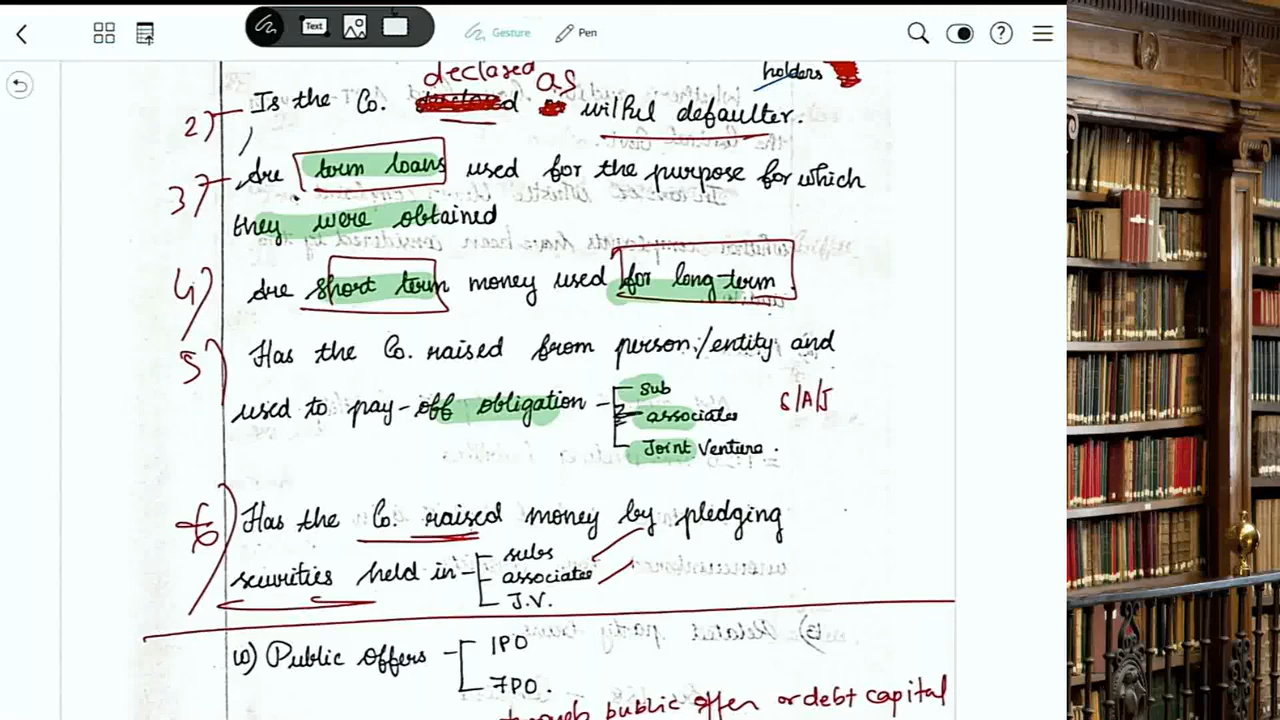 Text
Gesture
Pen
declared as
holders
2) Is the Co. wilful defaulter.
3) Are term loans used for the purpose for which
they were obtained
4) Are short term money used for long-term
5) Has the Co. raised from person/entity and
used to pay-off obligation - Sub
associates
Joint Venture.
S/A/J
6) Has the Co. raised money by pledging
securities held in - subs
associates
J.V.
10) Public offers - IPO
FPO.
through public offer or debt capital